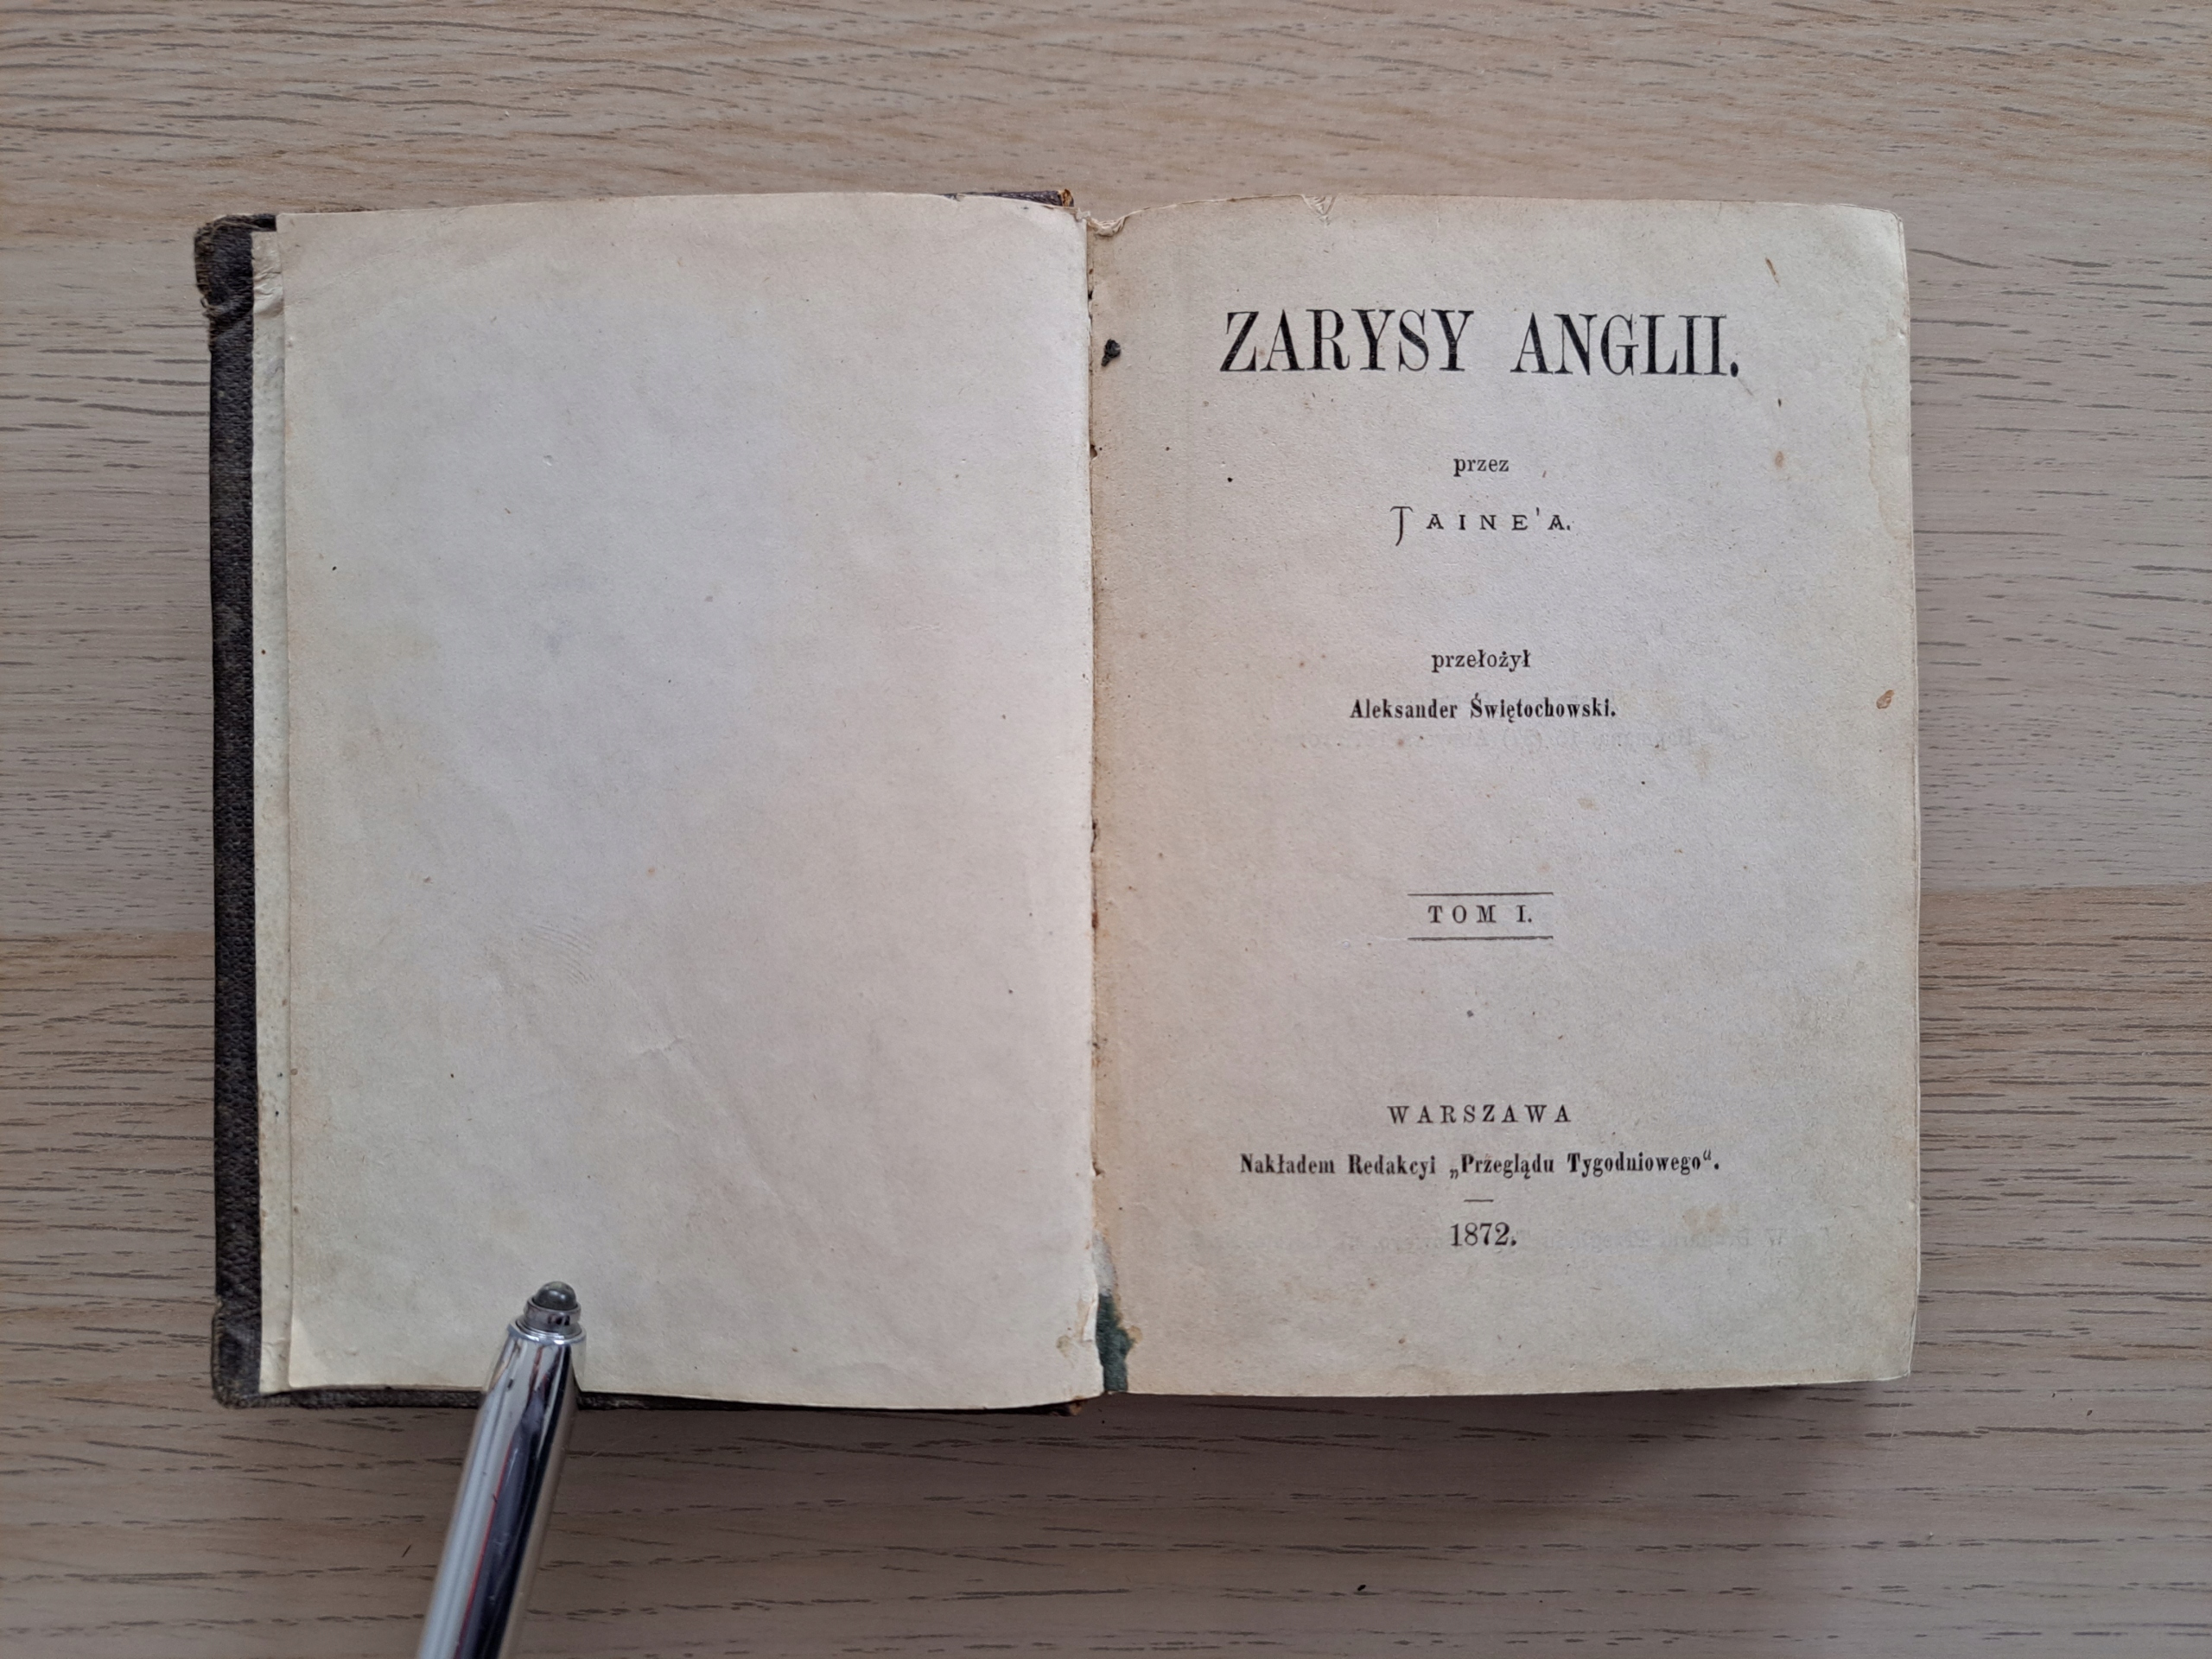 ZARYSY ANGLII.
przez
TAINE'A.
przełożył
Aleksander Świętochowski.
TOM I.
WARSZAWA
Nakładem Redakcyi „Przeglądu Tygodniowego“.
1872.